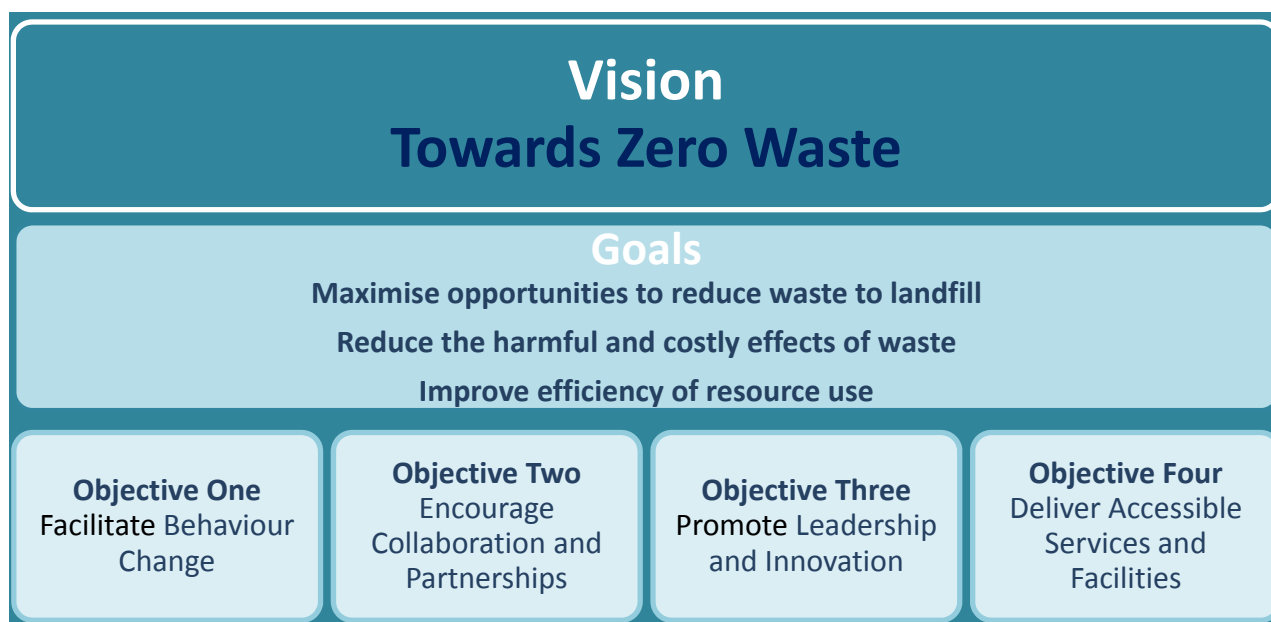 Vision
Towards Zero Waste
Goals
Maximise opportunities to reduce waste to landfill
Reduce the harmful and costly effects of waste
Improve efficiency of resource use
Objective One
Facilitate Behaviour
Change
Objective Two
Encourage
Collaboration and
Partnerships
Objective Three
Promote Leadership
and Innovation
Objective Four
Deliver Accessible
Services and
Facilities